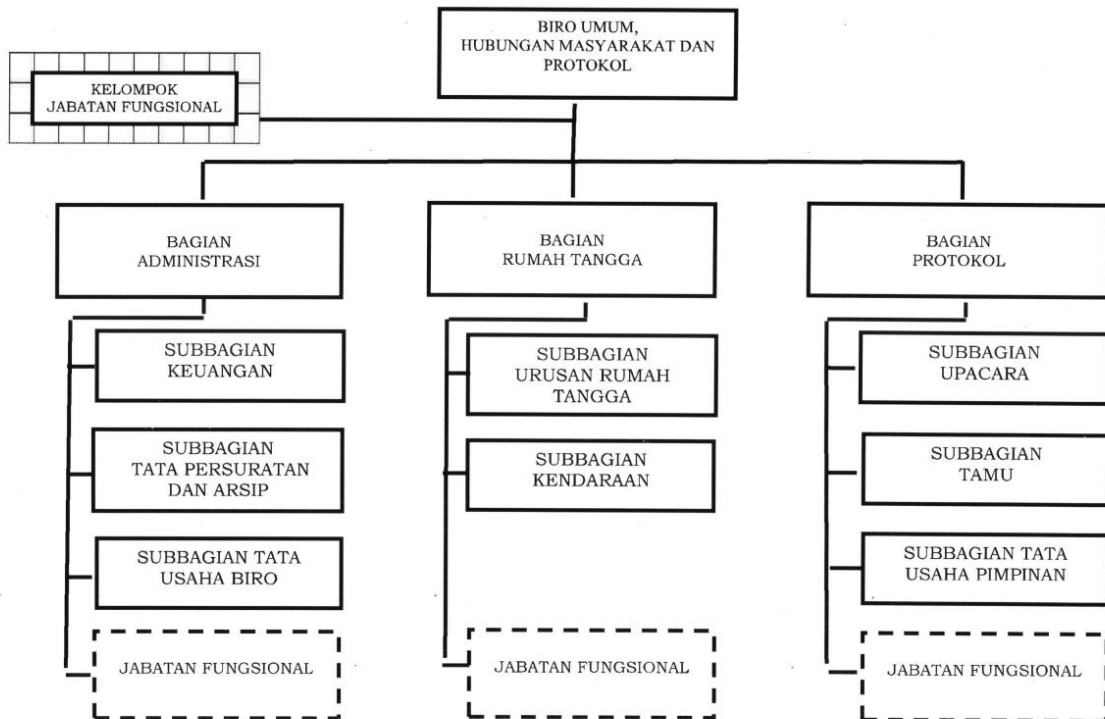 BIRO UMUM,
HUBUNGAN MASYARAKAT DAN
PROTOKOL
KELOMPOK
JABATAN FUNGSIONAL
BAGIAN
ADMINISTRASI
BAGIAN
RUMAH TANGGA
BAGIAN
PROTOKOL
SUBBAGIAN
KEUANGAN
SUBBAGIAN
TATA PERSURATAN
DAN ARSIP
SUBBAGIAN TATA
USAHA BIRO
JABATAN FUNGSIONAL
SUBBAGIAN
URUSAN RUMAH
TANGGA
SUBBAGIAN
KENDARAAN
JABATAN FUNGSIONAL
SUBBAGIAN
UPACARA
SUBBAGIAN
TAMU
SUBBAGIAN TATA
USAHA PIMPINAN
JABATAN FUNGSIONAL